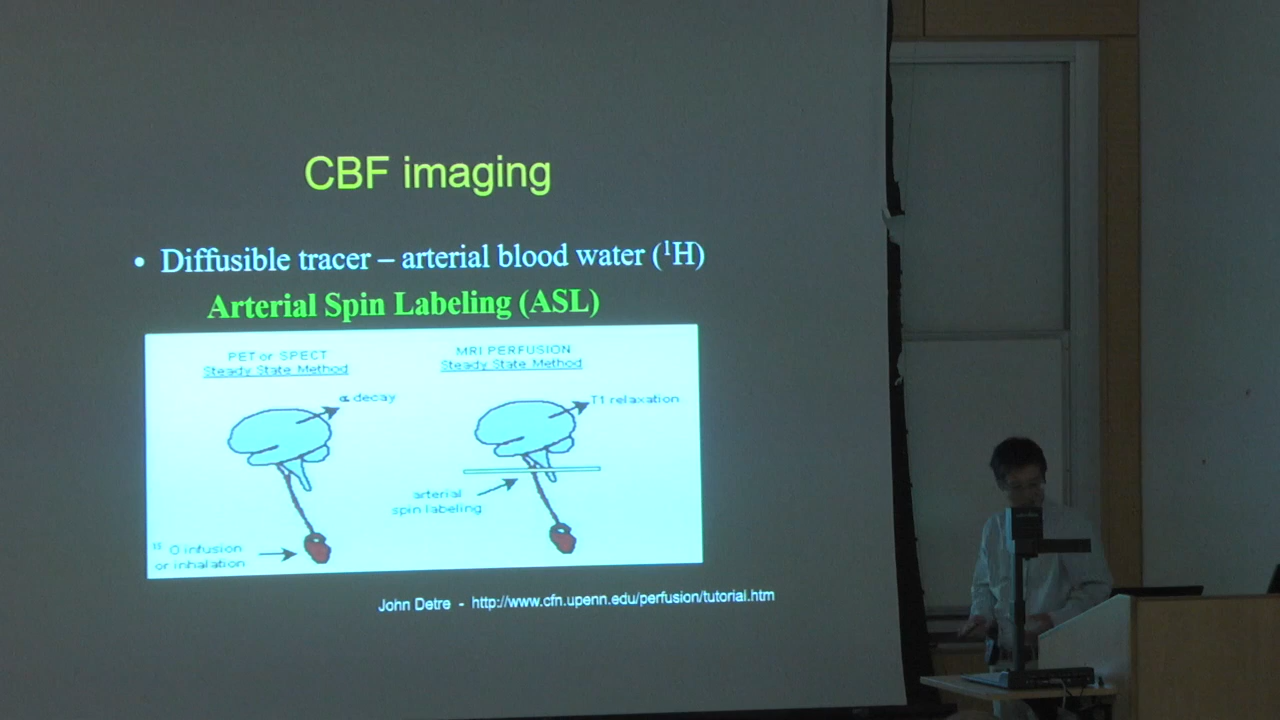 CBF imaging
• Diffusible tracer – arterial blood water (¹H)
Arterial Spin Labeling (ASL)
PET or SPECT
Steady State Method
MRI PERFUSION
Steady State Method
α decay
T1 relaxation
arterial
spin labeling
¹⁵O infusion
or inhalation
John Detre - http://www.cfn.upenn.edu/perfusion/tutorial.htm